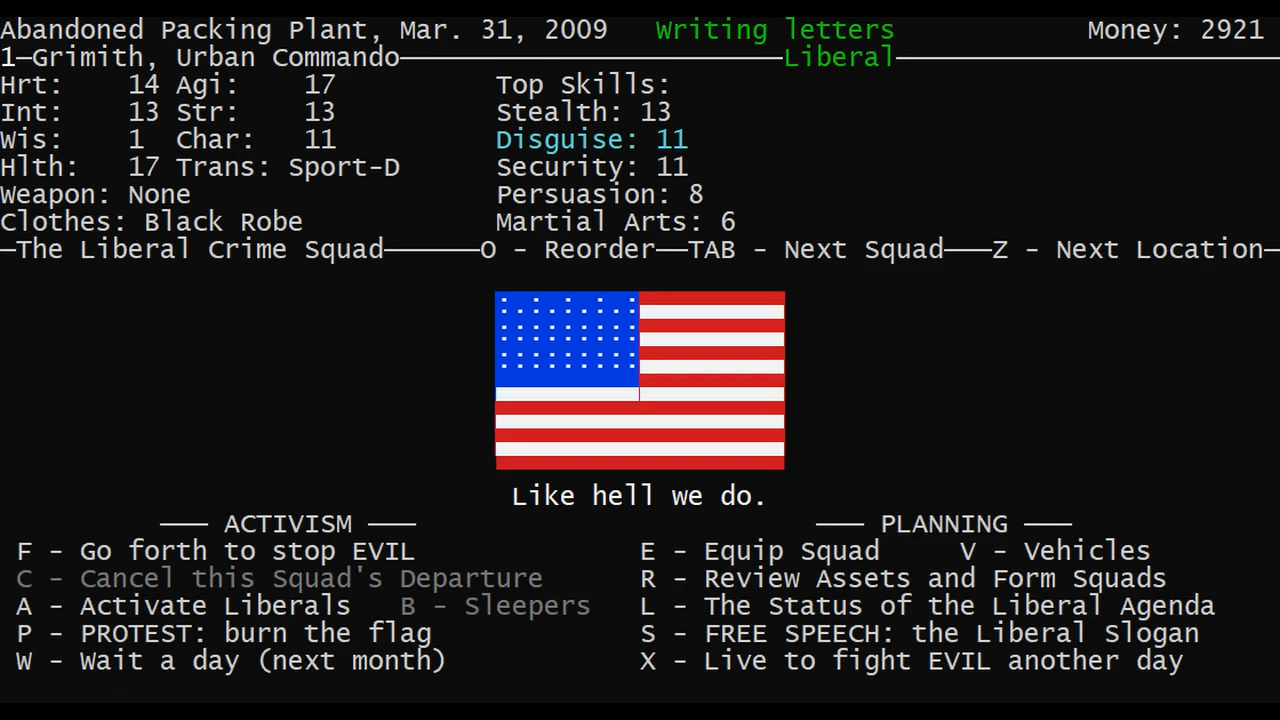 Abandoned Packing Plant, Mar. 31, 2009 Writing letters Money: 2921
1—Grimith, Urban Commando Liberal
Hrt: 14 Agi: 17 Top Skills:
Int: 13 Str: 13 Stealth: 13
Wis: 1 Char: 11 Disguise: 11
Hlth: 17 Trans: Sport-D Security: 11
Weapon: None Persuasion: 8
Clothes: Black Robe Martial Arts: 6
The Liberal Crime Squad O - Reorder TAB - Next Squad Z - Next Location
Like hell we do.
ACTIVISM PLANNING
F - Go forth to stop EVIL E - Equip Squad V - Vehicles
C - Cancel this Squad's Departure R - Review Assets and Form Squads
A - Activate Liberals B - Sleepers L - The Status of the Liberal Agenda
P - PROTEST: burn the flag S - FREE SPEECH: the Liberal Slogan
W - Wait a day (next month) X - Live to fight EVIL another day